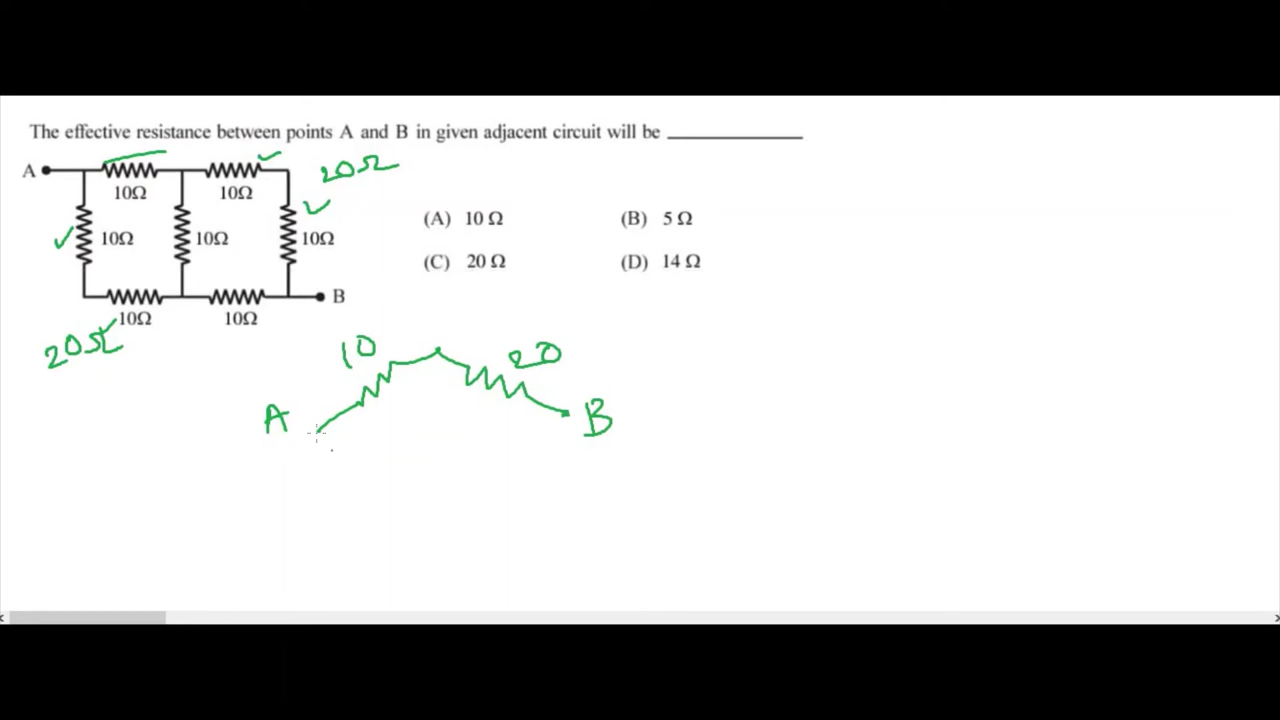 The effective resistance between points A and B in given adjacent circuit will be ____________
A
10Ω 10Ω 20Ω
10Ω 10Ω 10Ω
(A) 10 Ω (B) 5 Ω
(C) 20 Ω (D) 14 Ω
B
10Ω 10Ω
20Ω
10 20
A B